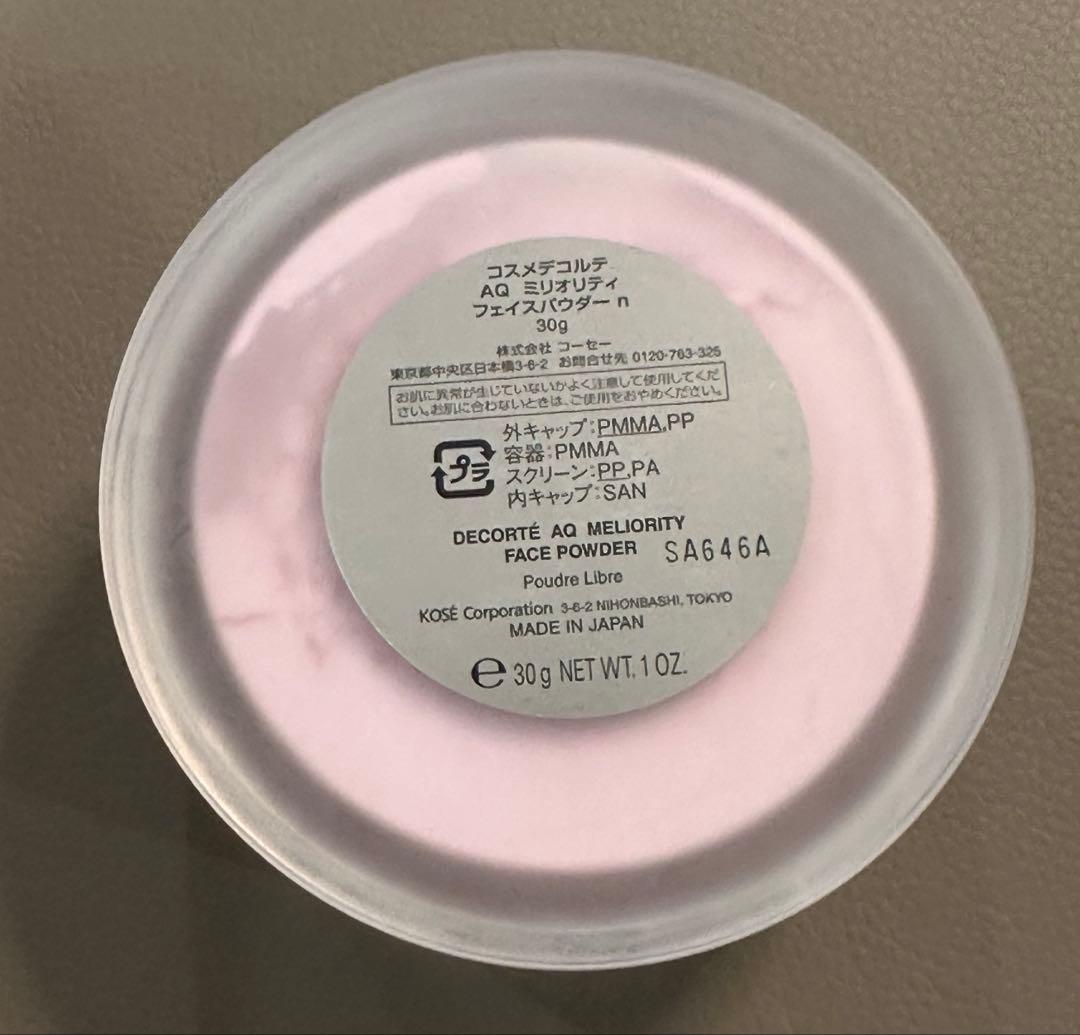 コスメデコルテ
AQ ミリオリティ
フェイスパウダー n
30g
株式会社 コーセー
東京都中央区日本橋3-6-2 お問合せ先 0120-763-325
お肌に異常が生じていないかよく注意して使用してくだ
さい。お肌に合わないときは、ご使用をおやめください。
プラ
外キャップ:PMMA,PP
容器:PMMA
スクリーン:PP,PA
内キャップ:SAN
DECORTÉ AQ MELIORITY
FACE POWDER SA646A
Poudre Libre
KOSÉ Corporation 3-6-2 NIHONBASHI, TOKYO
MADE IN JAPAN
℮ 30g NET WT. 1 OZ.